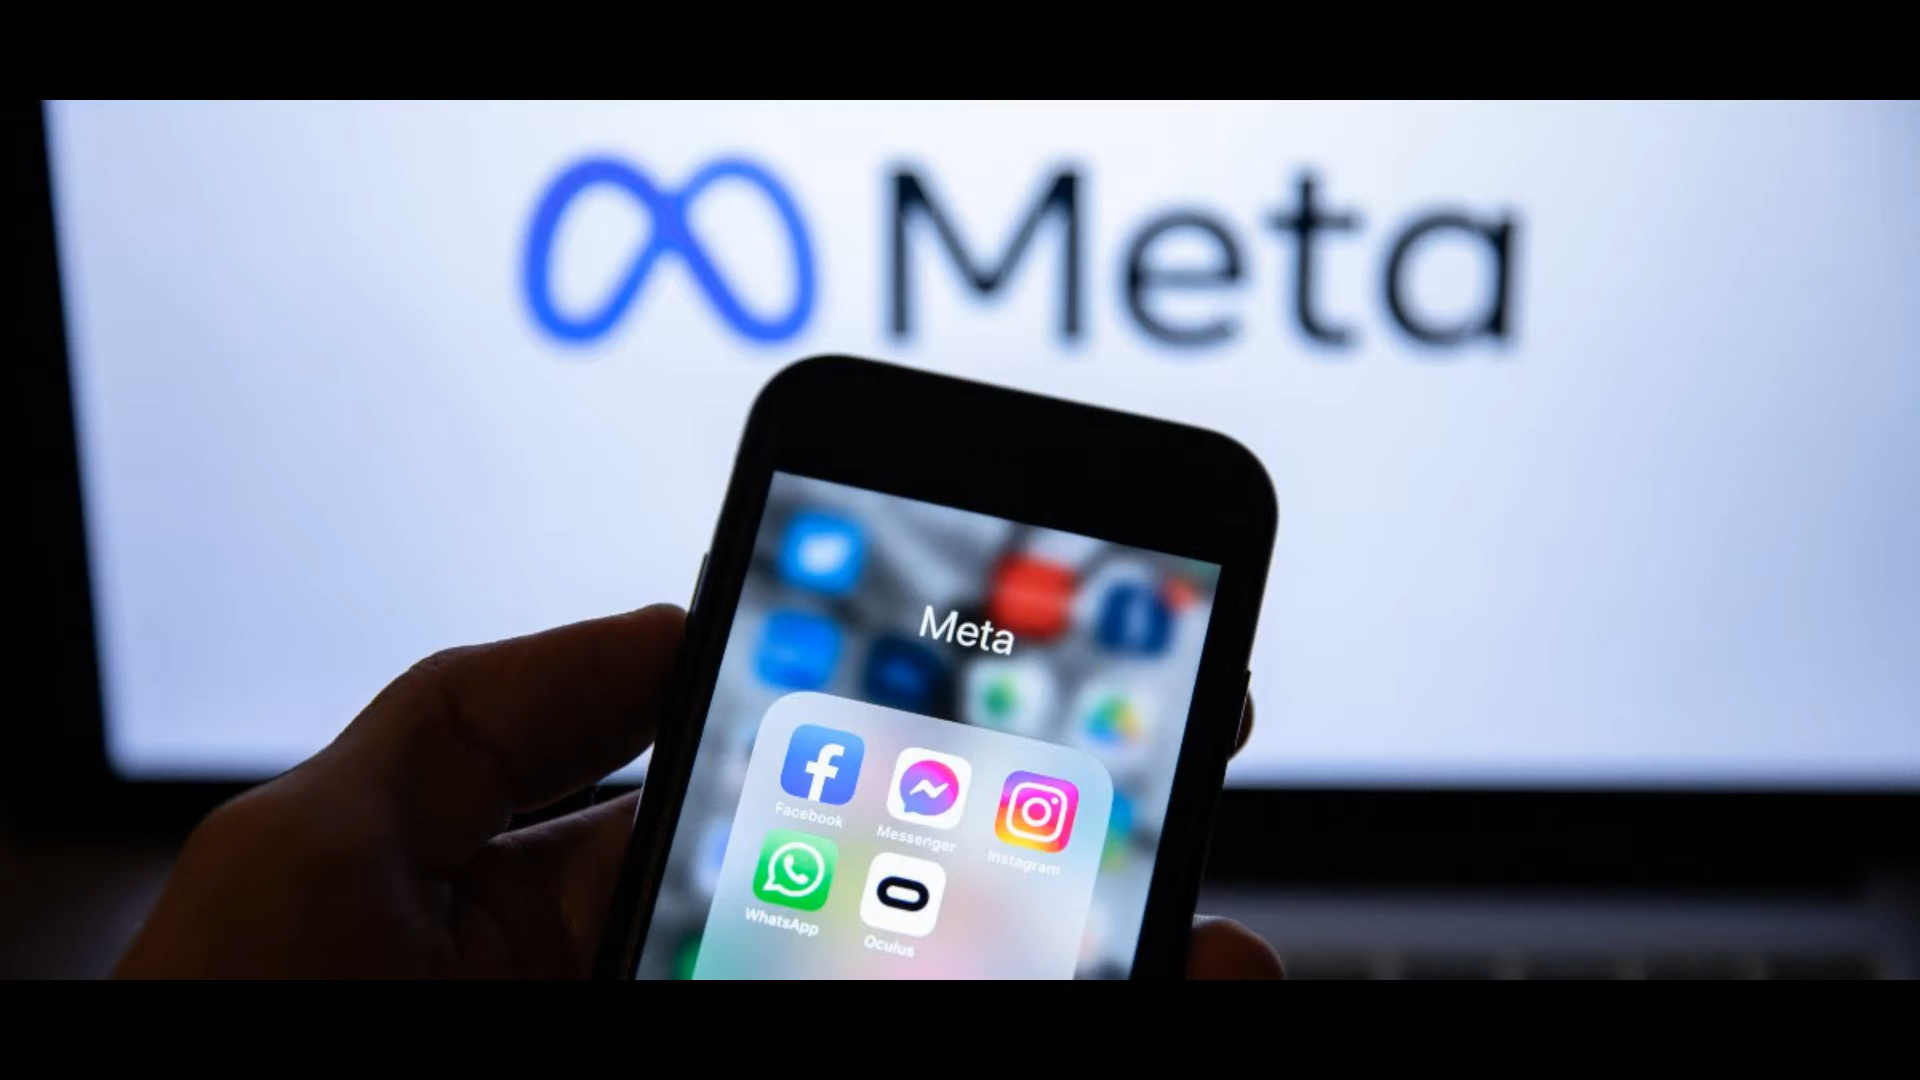 Meta
Meta
Facebook
Messenger
Instagram
WhatsApp
Oculus